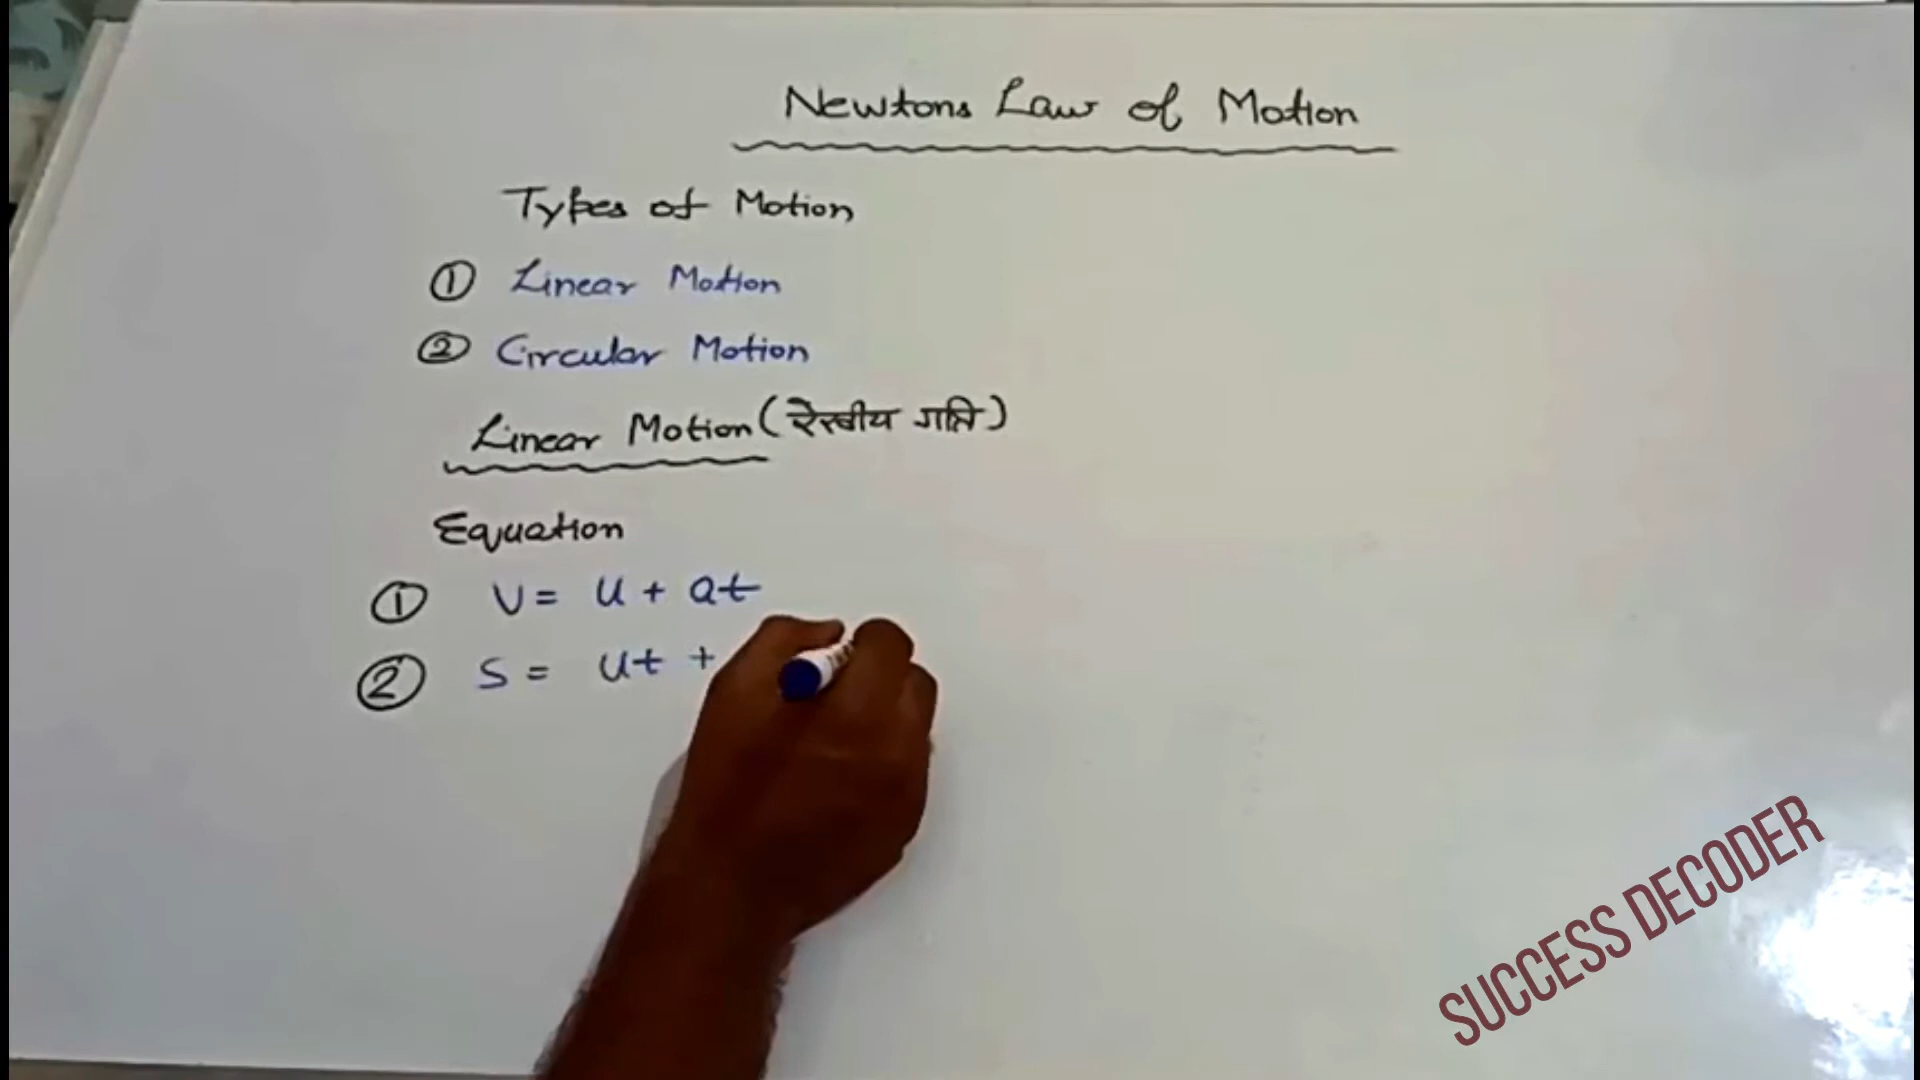 Newtons Law of Motion
Types of Motion
① Linear Motion
② Circular Motion
Linear Motion (रेखीय गति)
Equation
① V = u + at
② S = ut +
SUCCESS DECODER